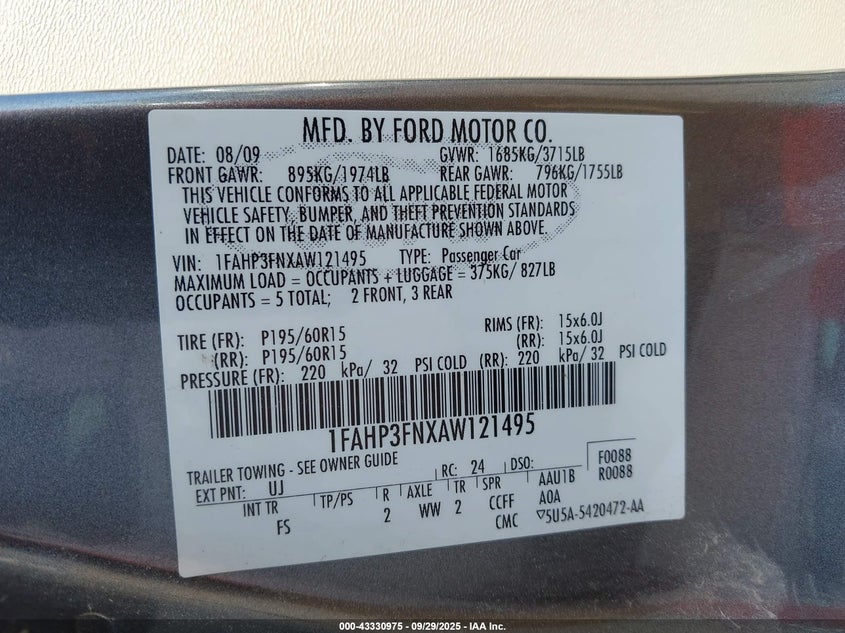 MFD. BY FORD MOTOR CO.
DATE: 08/09 GVWR: 1685KG/3715LB
FRONT GAWR: 895KG/1974LB REAR GAWR: 796KG/1755LB
THIS VEHICLE CONFORMS TO ALL APPLICABLE FEDERAL MOTOR
VEHICLE SAFETY, BUMPER, AND THEFT PREVENTION STANDARDS
IN EFFECT ON THE DATE OF MANUFACTURE SHOWN ABOVE.
VIN: 1FAHP3FNXAW121495 TYPE: Passenger Car
MAXIMUM LOAD = OCCUPANTS + LUGGAGE = 375KG/ 827LB
OCCUPANTS = 5 TOTAL; 2 FRONT, 3 REAR
TIRE (FR): P195/60R15 RIMS (FR): 15x6.0J
(RR): P195/60R15 (RR): 15x6.0J
PRESSURE (FR): 220 kPa/ 32 PSI COLD (RR): 220 kPa/ 32 PSI COLD
1FAHP3FNXAW121495
TRAILER TOWING - SEE OWNER GUIDE
EXT PNT: UJ RC: 24 DSO: F0088
R0088
INT TR TP/PS R AXLE TR SPR AAU1B
FS 2 WW 2 CCFF A0A
CMC ▽5U5A-5420472-AA
000-43330975 - 09/29/2025 - IAA Inc.